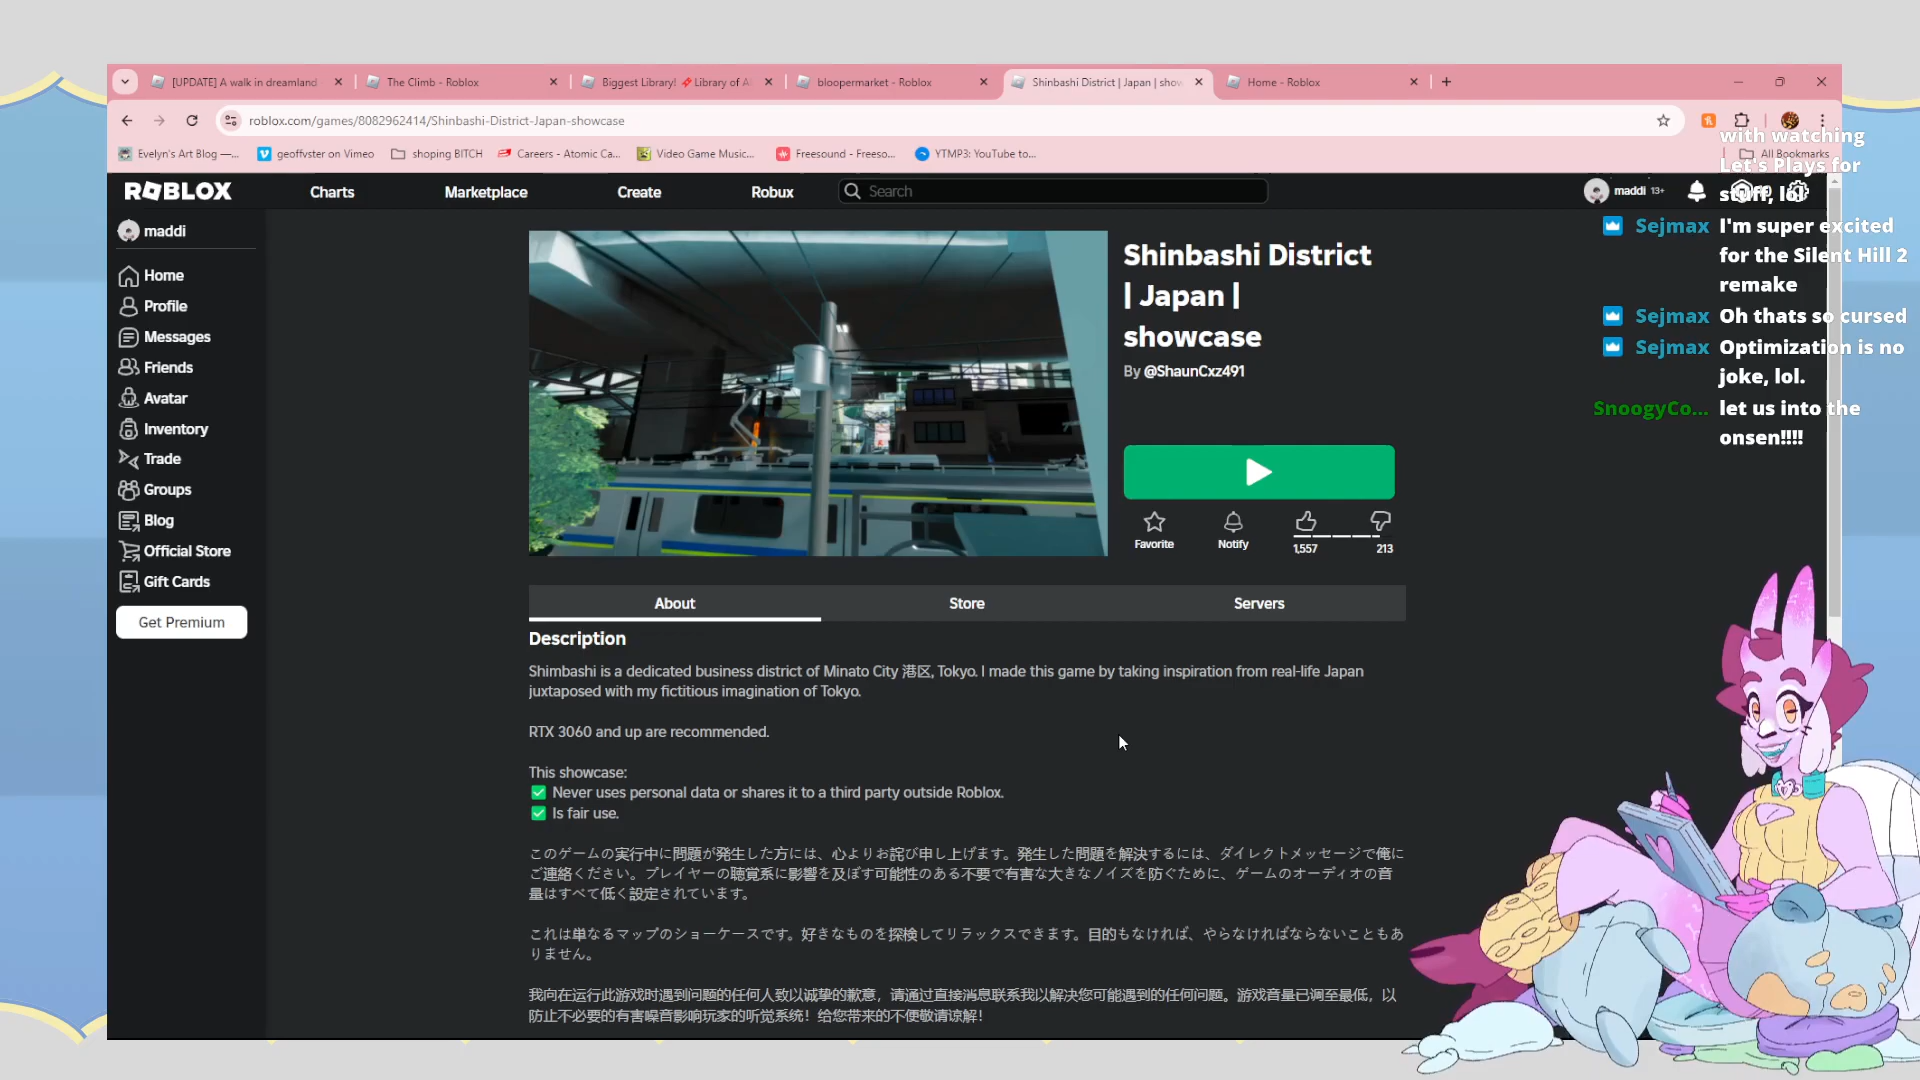 [UPDATE] A walk in dreamland
The Climb - Roblox
Biggest Library! 🚀Library of A
bloopermarket - Roblox
Shinbashi District | Japan | show
Home - Roblox
roblox.com/games/8082962414/Shinbashi-District-Japan-showcase
Evelyn's Art Blog —...
geoffvster on Vimeo
shoping BITCH
Careers - Atomic Ca...
Video Game Music...
Freesound - Freeso...
YTMP3: YouTube to...
All Bookmarks
ROBLOX
Charts
Marketplace
Create
Robux
Search
maddi 13+
maddi
Home
Profile
Messages
Friends
Avatar
Inventory
Trade
Groups
Blog
Official Store
Gift Cards
Get Premium
Shinbashi District
| Japan |
showcase
By @ShaunCxz491
Favorite
Notify
1,557
213
About
Store
Servers
Description
Shimbashi is a dedicated business district of Minato City 港区, Tokyo. I made this game by taking inspiration from real-life Japan
juxtaposed with my fictitious imagination of Tokyo.
RTX 3060 and up are recommended.
This showcase:
✅ Never uses personal data or shares it to a third party outside Roblox.
✅ Is fair use.
このゲームの実行中に問題が発生した方には、心よりお詫び申し上げます。発生した問題を解決するには、ダイレクトメッセージで俺に
ご連絡ください。プレイヤーの聴覚系に影響を及ぼす可能性のある不要で有害な大きなノイズを防ぐために、ゲームのオーディオの音
量はすべて低く設定されています。
これは単なるマップのショーケースです。好きなものを探検してリラックスできます。目的もなければ、やらなければならないこともあ
りません。
我向在运行此游戏时遇到问题的任何人致以诚挚的歉意，请通过直接消息联系我以解决您可能遇到的任何问题。游戏音量已调至最低，以
防止不必要的有害噪音影响玩家的听觉系统！给您带来的不便敬请谅解！
with watching
Let's Plays for
stuff, lol
Sejmax I'm super excited
for the Silent Hill 2
remake
Sejmax Oh thats so cursed
Sejmax Optimization is no
joke, lol.
SnoogyCo... let us into the
onsen!!!!